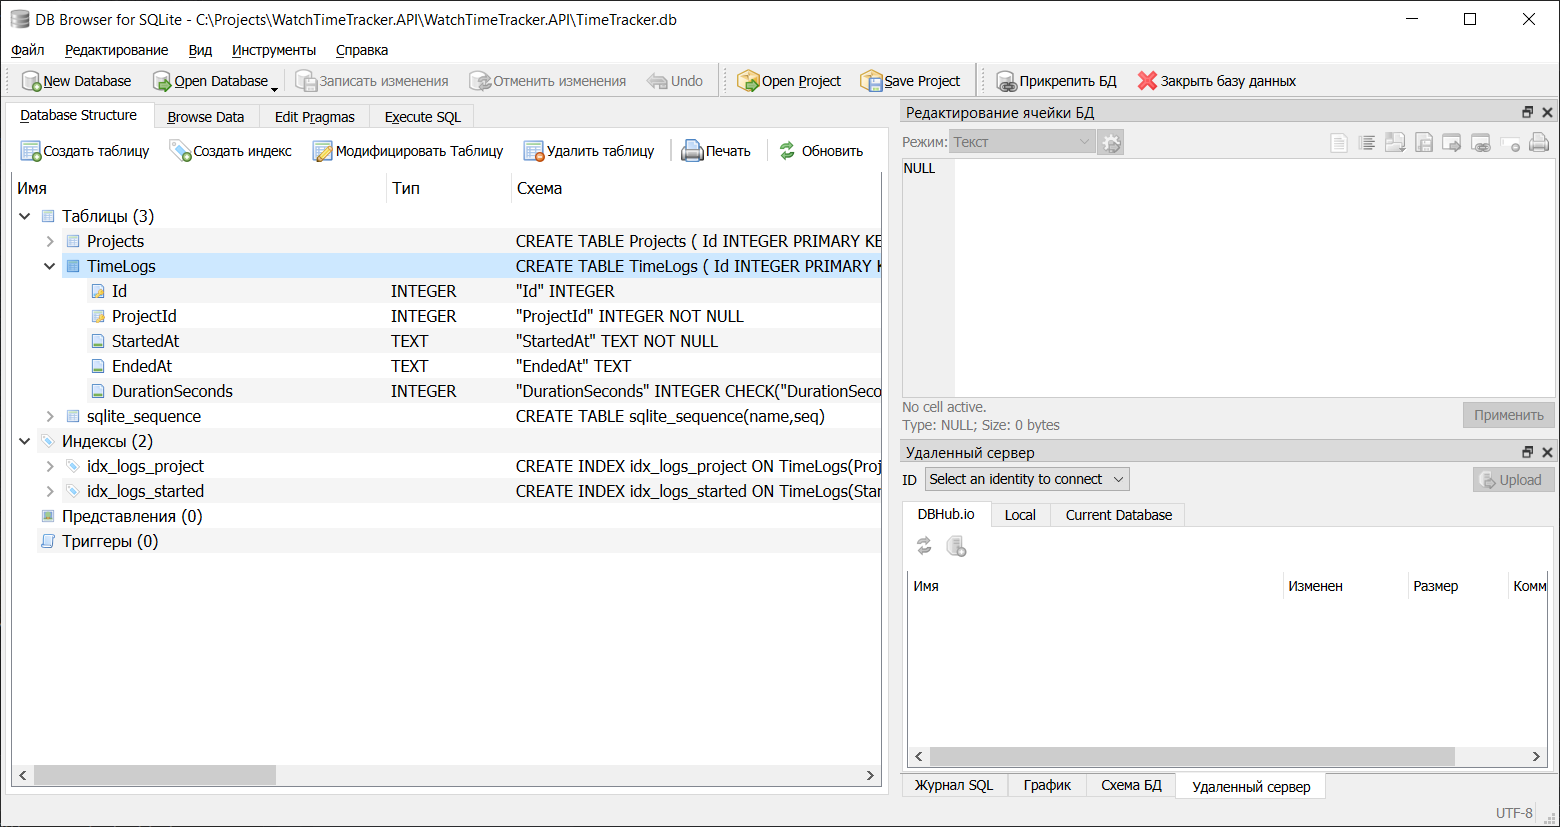 DB Browser for SQLite - C:\Projects\WatchTimeTracker.API\WatchTimeTracker.API\TimeTracker.db
Файл Редактирование Вид Инструменты Справка
New Database Open Database Записать изменения Отменить изменения Undo Open Project Save Project Прикрепить БД Закрыть базу данных
Database Structure Browse Data Edit Pragmas Execute SQL
Создать таблицу Создать индекс Модифицировать Таблицу Удалить таблицу Печать Обновить
Имя Тип Схема
Таблицы (3)
Projects CREATE TABLE Projects ( Id INTEGER PRIMARY KE
TimeLogs CREATE TABLE TimeLogs ( Id INTEGER PRIMARY K
Id INTEGER "Id" INTEGER
ProjectId INTEGER "ProjectId" INTEGER NOT NULL
StartedAt TEXT "StartedAt" TEXT NOT NULL
EndedAt TEXT "EndedAt" TEXT
DurationSeconds INTEGER "DurationSeconds" INTEGER CHECK("DurationSeco
sqlite_sequence CREATE TABLE sqlite_sequence(name,seq)
Индексы (2)
idx_logs_project CREATE INDEX idx_logs_project ON TimeLogs(Proj
idx_logs_started CREATE INDEX idx_logs_started ON TimeLogs(Star
Представления (0)
Триггеры (0)
Редактирование ячейки БД
Режим: Текст
NULL
No cell active.
Type: NULL; Size: 0 bytes
Применить
Удаленный сервер
ID Select an identity to connect Upload
DBHub.io Local Current Database
Имя Изменен Размер Комм
Журнал SQL График Схема БД Удаленный сервер
UTF-8